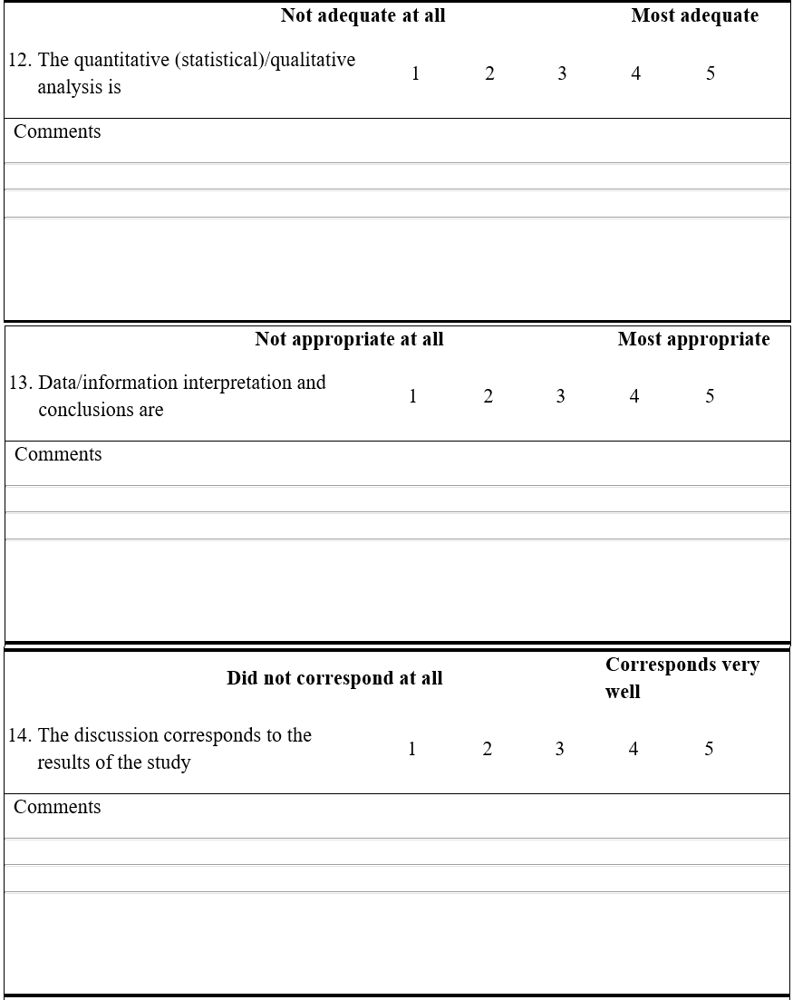 Not adequate at all Most adequate
12. The quantitative (statistical)/qualitative
analysis is
1 2 3 4 5
Comments
Not appropriate at all Most appropriate
13. Data/information interpretation and
conclusions are
1 2 3 4 5
Comments
Did not correspond at all
Corresponds very
well
14. The discussion corresponds to the
results of the study
1 2 3 4 5
Comments